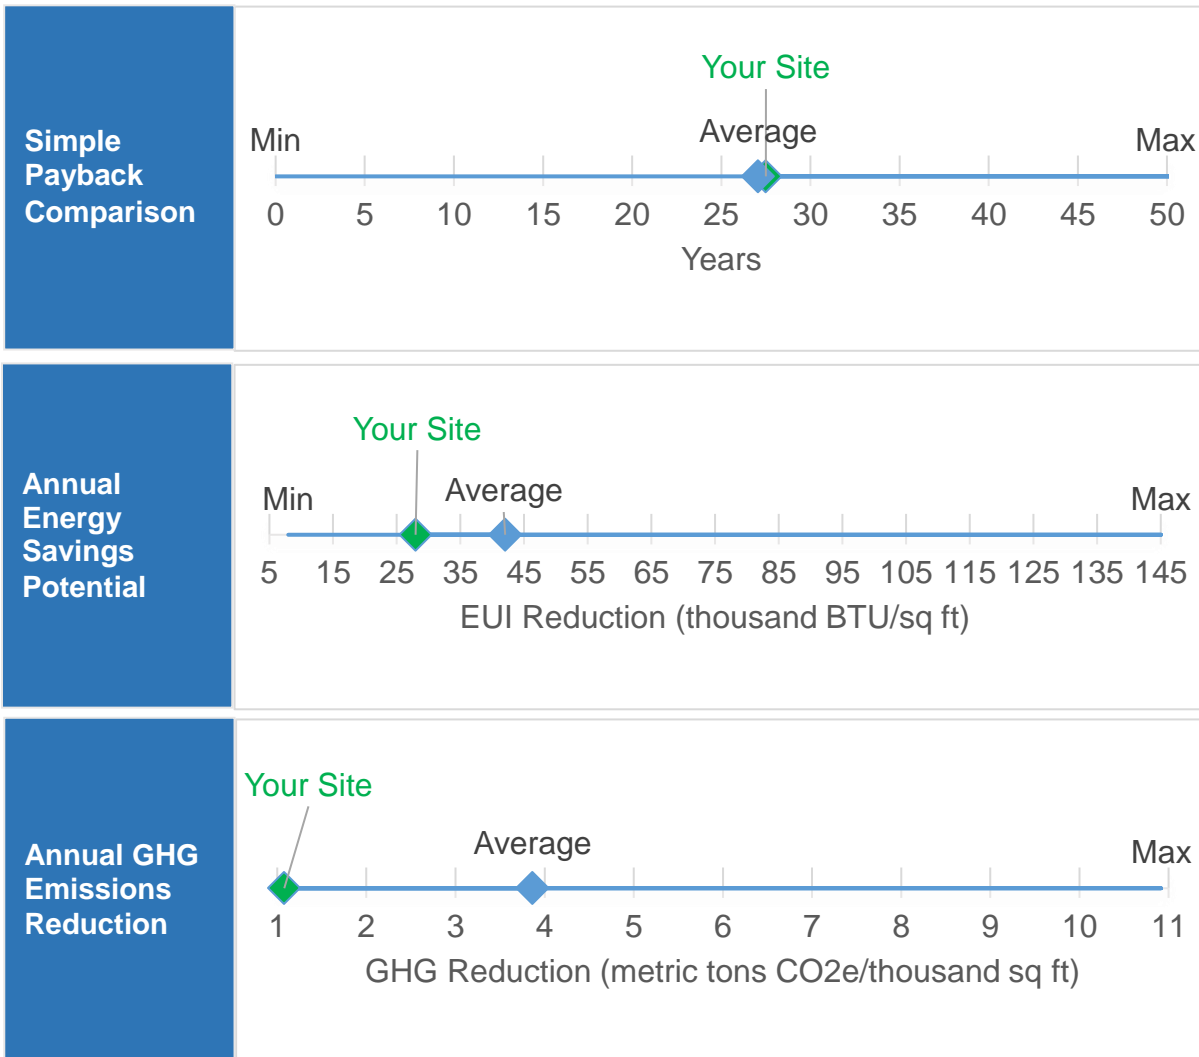 Simple
Payback
Comparison
Your Site
Min Average Max
0 5 10 15 20 25 30 35 40 45 50
Years
Annual
Energy
Savings
Potential
Your Site
Min Average Max
5 15 25 35 45 55 65 75 85 95 105 115 125 135 145
EUI Reduction (thousand BTU/sq ft)
Annual GHG
Emissions
Reduction
Your Site
Average Max
1 2 3 4 5 6 7 8 9 10 11
GHG Reduction (metric tons CO2e/thousand sq ft)